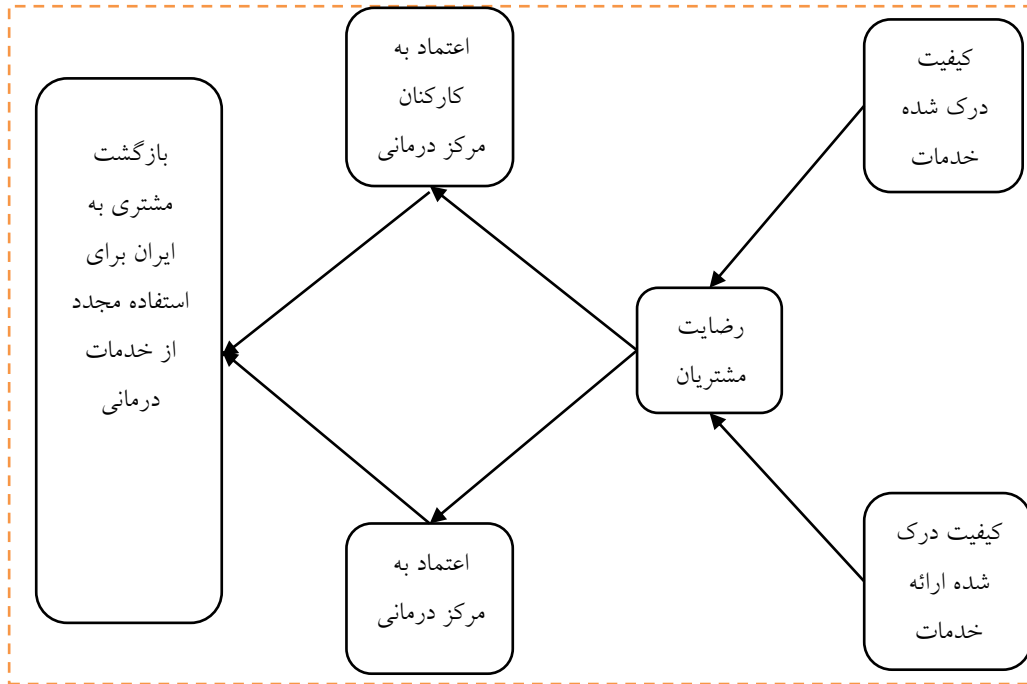 کیفیت
درک شده
خدمات
کیفیت درک
شده ارائه
خدمات
رضایت
مشتریان
اعتماد به
کارکنان
مرکز درمانی
اعتماد به
مرکز درمانی
بازگشت
مشتری به
ایران برای
استفاده مجدد
از خدمات
درمانی